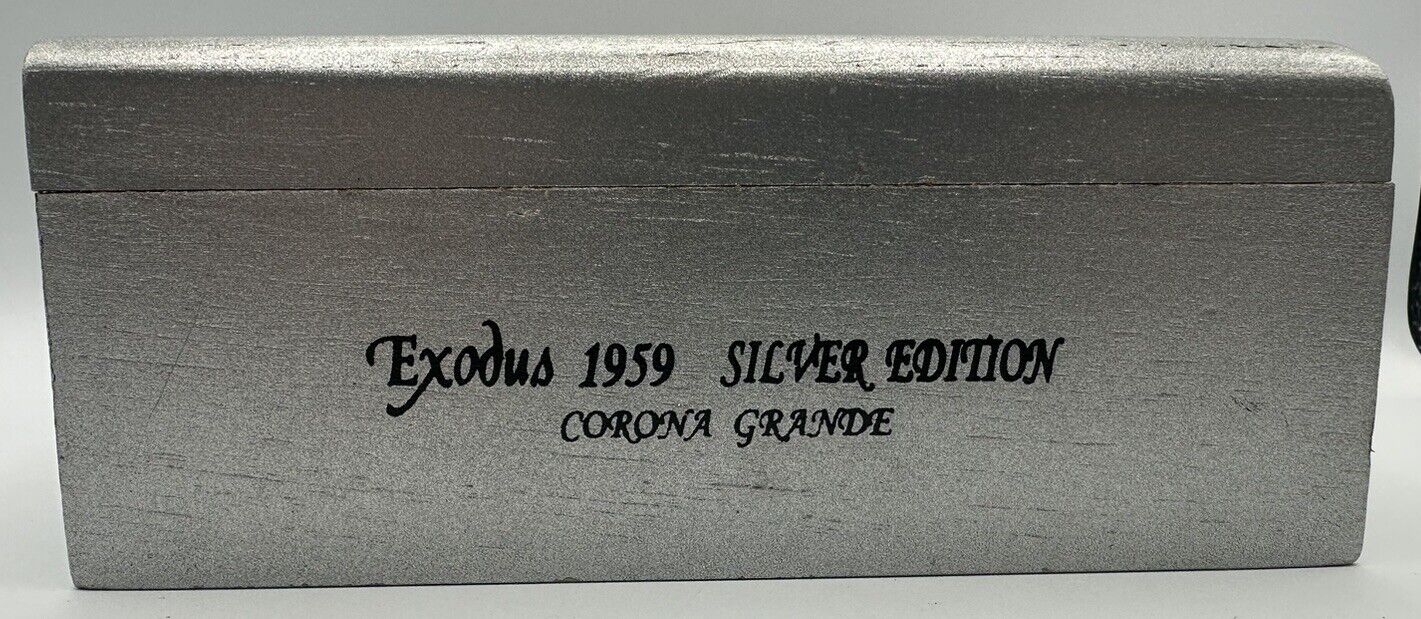 Exodus 1959 SILVER EDITION
CORONA GRANDE